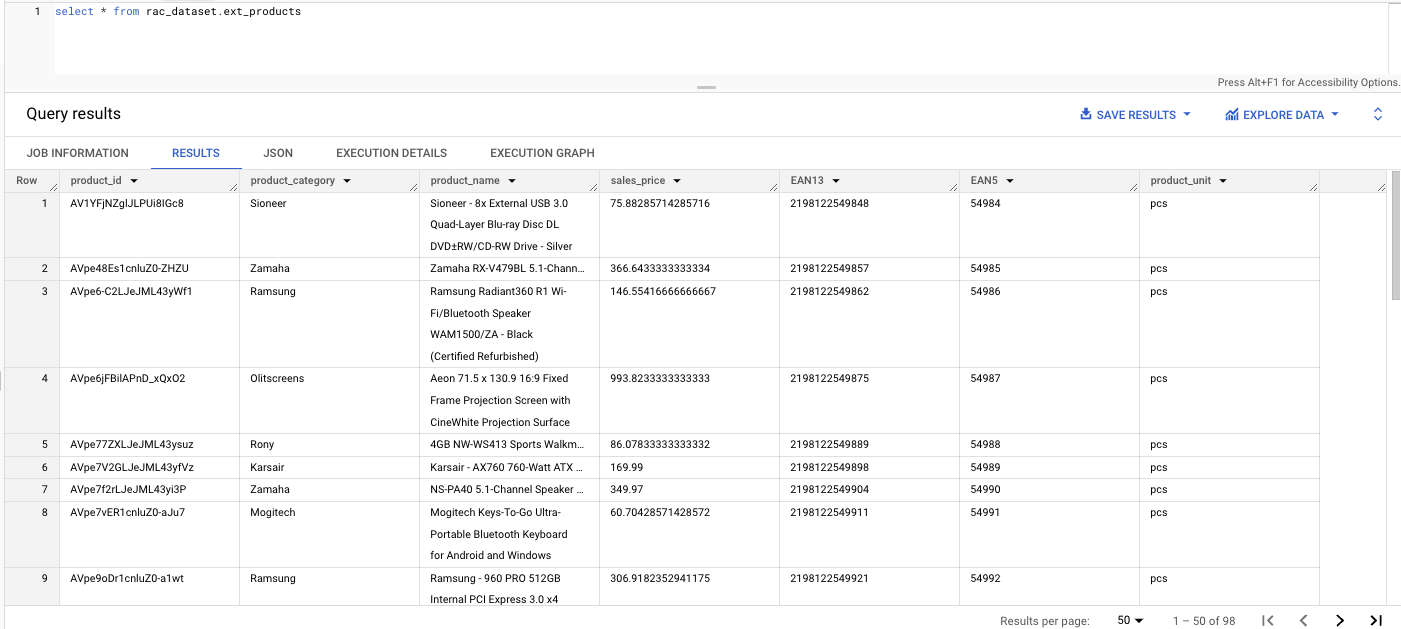 1 select * from rac_dataset.ext_products
Press Alt+F1 for Accessibility Options.
Query results
SAVE RESULTS EXPLORE DATA
JOB INFORMATION RESULTS JSON EXECUTION DETAILS EXECUTION GRAPH
Row product_id product_category product_name sales_price EAN13 EAN5 product_unit
1 AV1YFjNZglJLPUi8IGc8 Sioneer Sioneer - 8x External USB 3.0 75.88285714285716 2198122549848 54984 pcs
Quad-Layer Blu-ray Disc DL
DVD±RW/CD-RW Drive - Silver
2 AVpe48Es1cnluZ0-ZHZU Zamaha Zamaha RX-V479BL 5.1-Chann... 366.6433333333334 2198122549857 54985 pcs
3 AVpe6-C2LJeJML43yWf1 Ramsung Ramsung Radiant360 R1 Wi- 146.55416666666667 2198122549862 54986 pcs
Fi/Bluetooth Speaker
WAM1500/ZA - Black
(Certified Refurbished)
4 AVpe6jFBilAPnD_xQxO2 Olitscreens Aeon 71.5 x 130.9 16:9 Fixed 993.8233333333333 2198122549875 54987 pcs
Frame Projection Screen with
CineWhite Projection Surface
5 AVpe77ZXLJeJML43ysuz Rony 4GB NW-WS413 Sports Walkm... 86.07833333333332 2198122549889 54988 pcs
6 AVpe7V2GLJeJML43yfVz Karsair Karsair - AX760 760-Watt ATX ... 169.99 2198122549898 54989 pcs
7 AVpe7f2rLJeJML43yi3P Zamaha NS-PA40 5.1-Channel Speaker ... 349.97 2198122549904 54990 pcs
8 AVpe7vER1cnluZ0-aJu7 Mogitech Mogitech Keys-To-Go Ultra- 60.70428571428572 2198122549911 54991 pcs
Portable Bluetooth Keyboard
for Android and Windows
9 AVpe9oDr1cnluZ0-a1wt Ramsung Ramsung - 960 PRO 512GB 306.9182352941175 2198122549921 54992 pcs
Internal PCI Express 3.0 x4
Results per page: 50 1 – 50 of 98